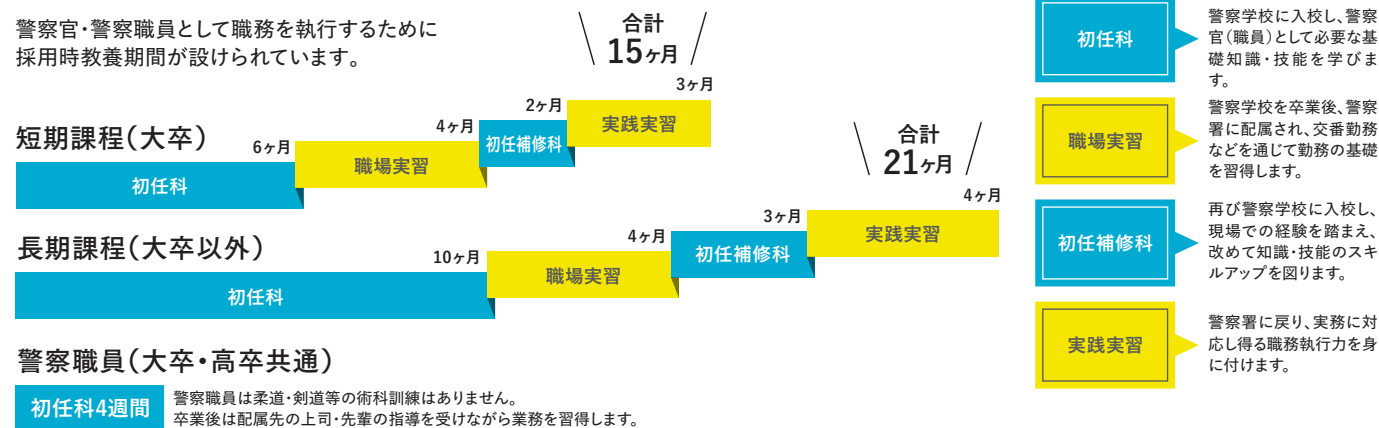 警察官・警察職員として職務を執行するために
採用時教養期間が設けられています。
合計
15ヶ月
短期課程(大卒)
6ヶ月
初任科
4ヶ月
職場実習
2ヶ月
初任補修科
3ヶ月
実践実習
合計
21ヶ月
長期課程(大卒以外)
10ヶ月
初任科
4ヶ月
職場実習
3ヶ月
初任補修科
4ヶ月
実践実習
警察職員(大卒・高卒共通)
初任科4週間
警察職員は柔道・剣道等の術科訓練はありません。
卒業後は配属先の上司・先輩の指導を受けながら業務を習得します。
初任科
警察学校に入校し、警察
官(職員)として必要な基
礎知識・技能を学びま
す。
職場実習
警察学校を卒業後、警察
署に配属され、交番勤務
などを通じて勤務の基礎
を習得します。
初任補修科
再び警察学校に入校し、
現場での経験を踏まえ、
改めて知識・技能のスキ
ルアップを図ります。
実践実習
警察署に戻り、実務に対
応し得る職務執行力を身
に付けます。